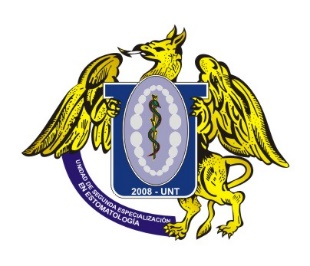 2008 - UNT
UNIDAD DE SEGUNDA ESPECIALIZACIÓN
EN ESTOMATOLOGÍA